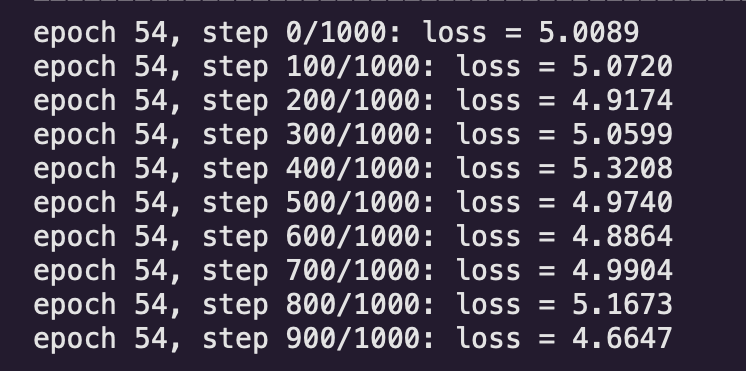 epoch 54, step 0/1000: loss = 5.0089
epoch 54, step 100/1000: loss = 5.0720
epoch 54, step 200/1000: loss = 4.9174
epoch 54, step 300/1000: loss = 5.0599
epoch 54, step 400/1000: loss = 5.3208
epoch 54, step 500/1000: loss = 4.9740
epoch 54, step 600/1000: loss = 4.8864
epoch 54, step 700/1000: loss = 4.9904
epoch 54, step 800/1000: loss = 5.1673
epoch 54, step 900/1000: loss = 4.6647